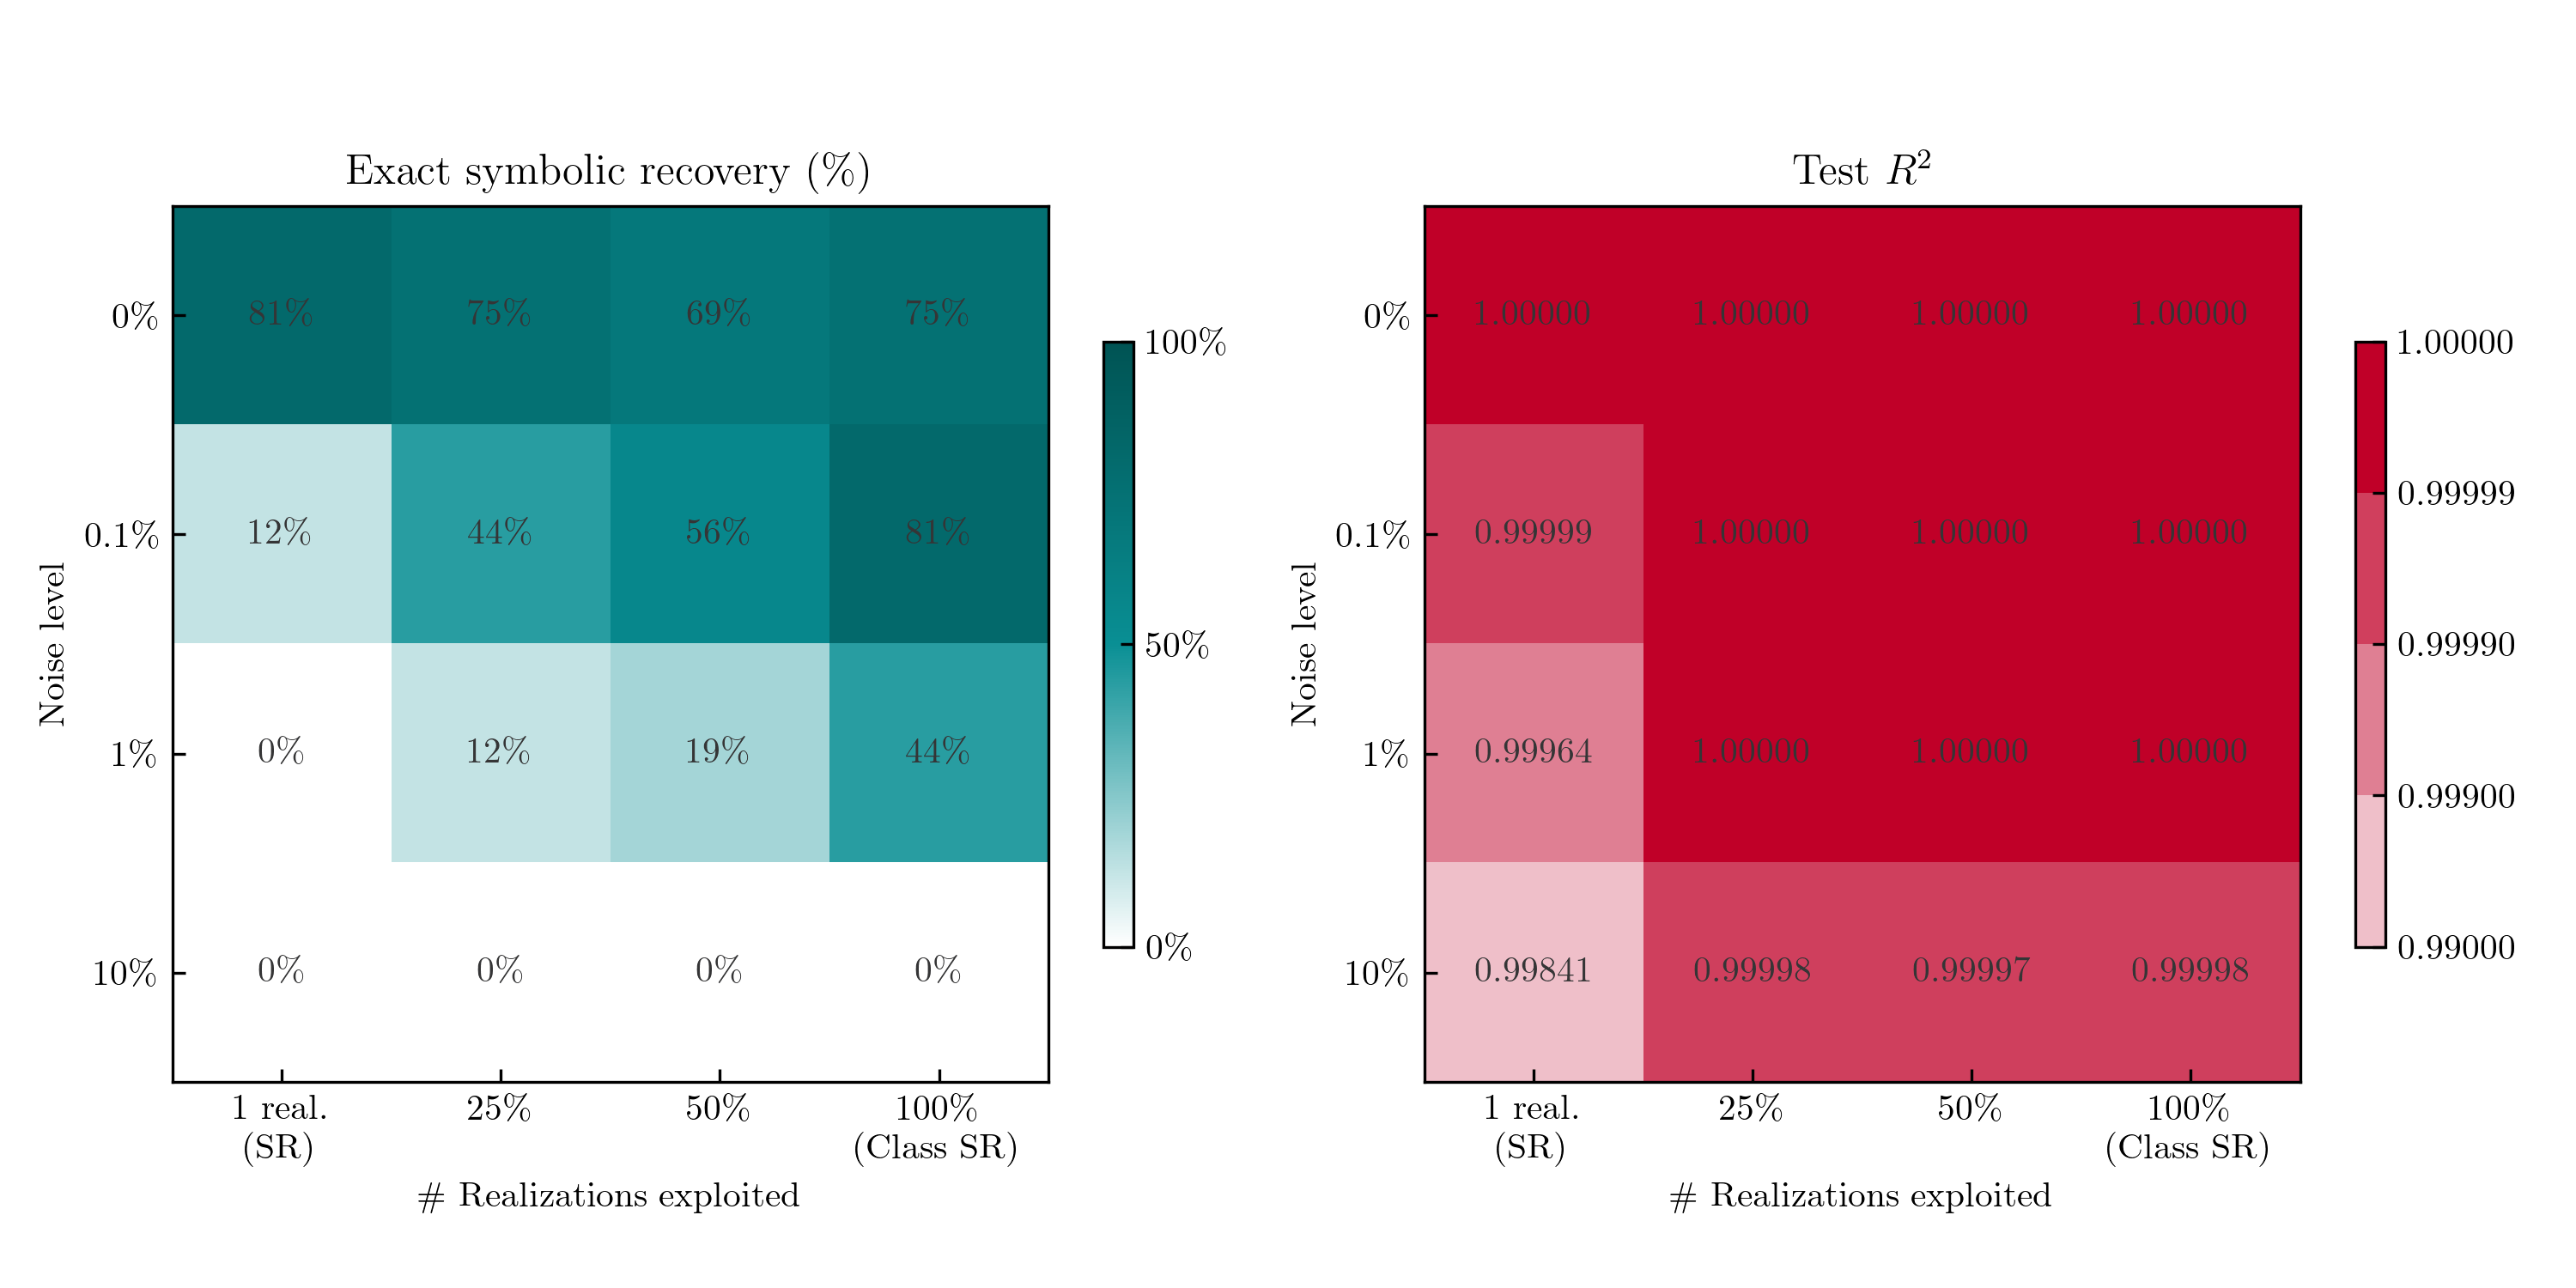 Exact symbolic recovery (%)
Noise level
0% 81% 75% 69% 75%
0.1% 12% 44% 56% 81%
1% 0% 12% 19% 44%
10% 0% 0% 0% 0%
1 real. 25% 50% 100%
(SR) (Class SR)
# Realizations exploited
100%
50%
0%
Test R²
Noise level
0% 1.00000 1.00000 1.00000 1.00000
0.1% 0.99999 1.00000 1.00000 1.00000
1% 0.99964 1.00000 1.00000 1.00000
10% 0.99841 0.99998 0.99997 0.99998
1 real. 25% 50% 100%
(SR) (Class SR)
# Realizations exploited
1.00000
0.99999
0.99990
0.99900
0.99000